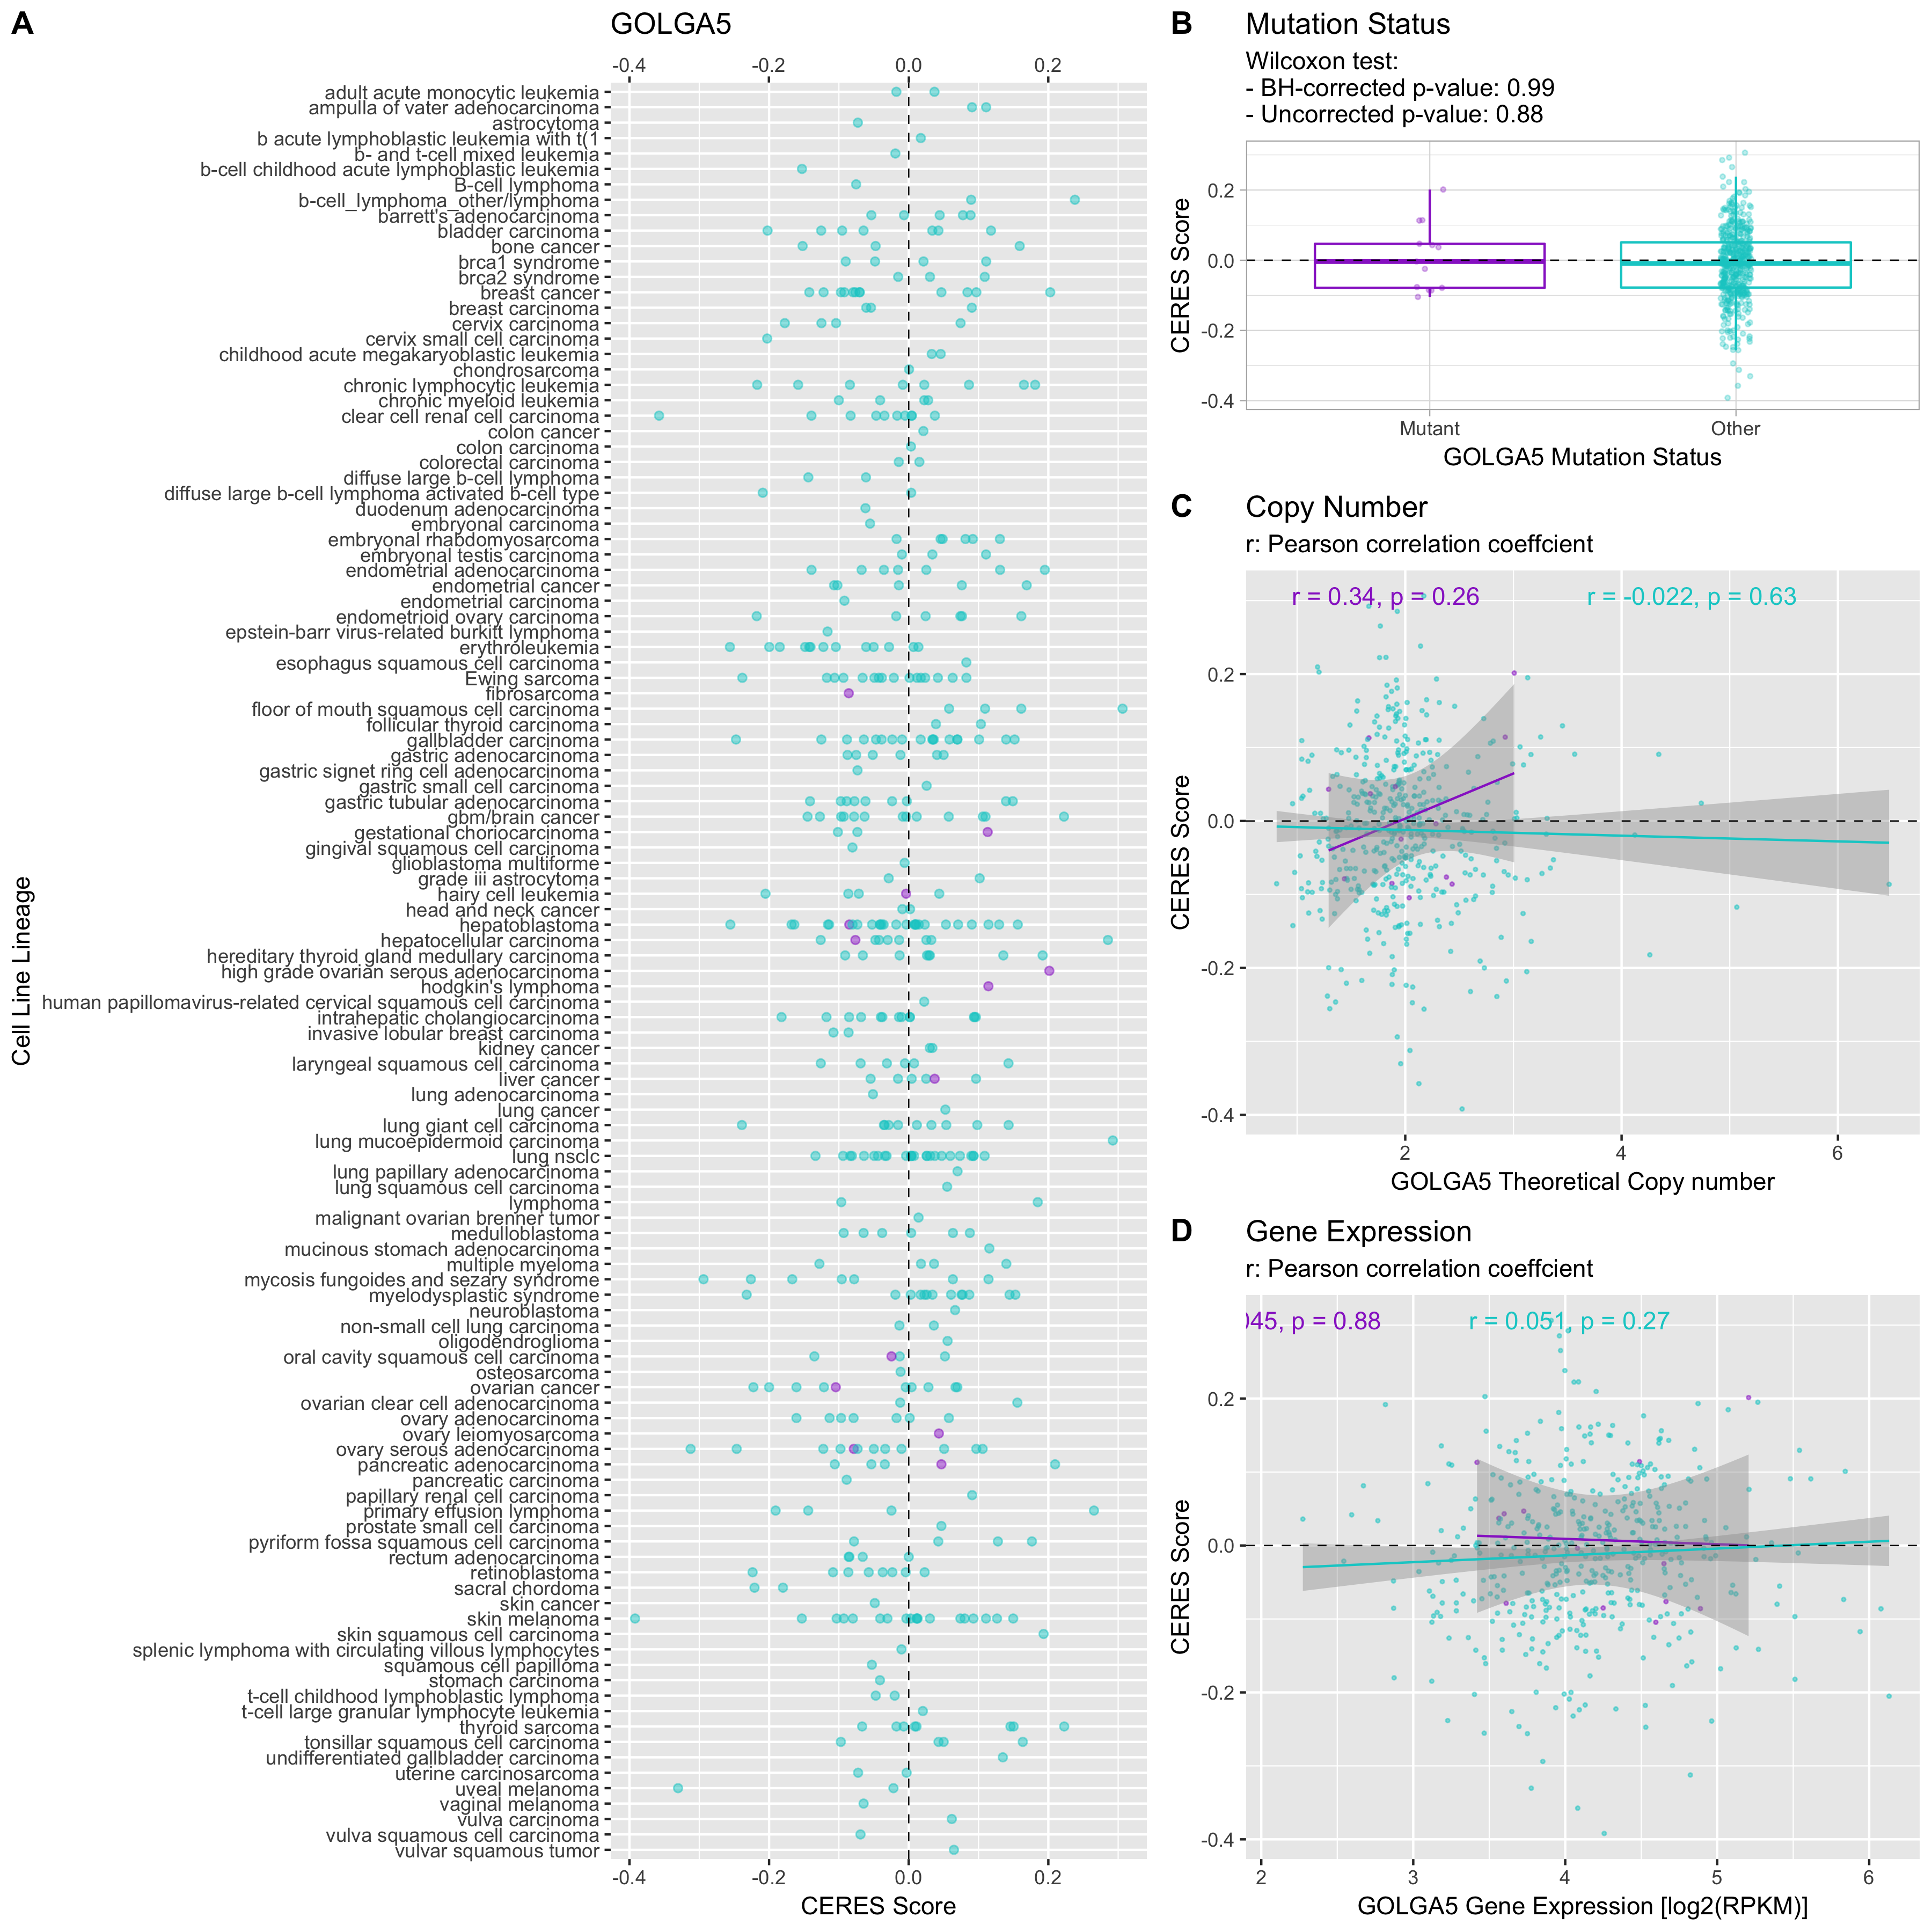 A
GOLGA5
-0.4 -0.2 0.0 0.2
adult acute monocytic leukemia
ampulla of vater adenocarcinoma
astrocytoma
b acute lymphoblastic leukemia with t(1
b- and t-cell mixed leukemia
b-cell childhood acute lymphoblastic leukemia
B-cell lymphoma
b-cell_lymphoma_other/lymphoma
barrett's adenocarcinoma
bladder carcinoma
bone cancer
brca1 syndrome
brca2 syndrome
breast cancer
breast carcinoma
cervix carcinoma
cervix small cell carcinoma
childhood acute megakaryoblastic leukemia
chondrosarcoma
chronic lymphocytic leukemia
chronic myeloid leukemia
clear cell renal cell carcinoma
colon cancer
colon carcinoma
colorectal carcinoma
diffuse large b-cell lymphoma
diffuse large b-cell lymphoma activated b-cell type
duodenum adenocarcinoma
embryonal carcinoma
embryonal rhabdomyosarcoma
embryonal testis carcinoma
endometrial adenocarcinoma
endometrial cancer
endometrial carcinoma
endometrioid ovary carcinoma
epstein-barr virus-related burkitt lymphoma
erythroleukemia
esophagus squamous cell carcinoma
Ewing sarcoma
fibrosarcoma
floor of mouth squamous cell carcinoma
follicular thyroid carcinoma
gallbladder carcinoma
gastric adenocarcinoma
gastric signet ring cell adenocarcinoma
gastric small cell carcinoma
gastric tubular adenocarcinoma
gbm/brain cancer
gestational choriocarcinoma
gingival squamous cell carcinoma
glioblastoma multiforme
grade iii astrocytoma
hairy cell leukemia
head and neck cancer
hepatoblastoma
hepatocellular carcinoma
hereditary thyroid gland medullary carcinoma
high grade ovarian serous adenocarcinoma
hodgkin's lymphoma
human papillomavirus-related cervical squamous cell carcinoma
intrahepatic cholangiocarcinoma
invasive lobular breast carcinoma
kidney cancer
laryngeal squamous cell carcinoma
liver cancer
lung adenocarcinoma
lung cancer
lung giant cell carcinoma
lung mucoepidermoid carcinoma
lung nsclc
lung papillary adenocarcinoma
lung squamous cell carcinoma
lymphoma
malignant ovarian brenner tumor
medulloblastoma
mucinous stomach adenocarcinoma
multiple myeloma
mycosis fungoides and sezary syndrome
myelodysplastic syndrome
neuroblastoma
non-small cell lung carcinoma
oligodendroglioma
oral cavity squamous cell carcinoma
osteosarcoma
ovarian cancer
ovarian clear cell adenocarcinoma
ovary adenocarcinoma
ovary leiomyosarcoma
ovary serous adenocarcinoma
pancreatic adenocarcinoma
pancreatic carcinoma
papillary renal cell carcinoma
primary effusion lymphoma
prostate small cell carcinoma
pyriform fossa squamous cell carcinoma
rectum adenocarcinoma
retinoblastoma
sacral chordoma
skin cancer
skin melanoma
skin squamous cell carcinoma
splenic lymphoma with circulating villous lymphocytes
squamous cell papilloma
stomach carcinoma
t-cell childhood lymphoblastic lymphoma
t-cell large granular lymphocyte leukemia
thyroid sarcoma
tonsillar squamous cell carcinoma
undifferentiated gallbladder carcinoma
uterine carcinosarcoma
uveal melanoma
vaginal melanoma
vulva carcinoma
vulva squamous cell carcinoma
vulvar squamous tumor
-0.4 -0.2 0.0 0.2
CERES Score
Cell Line Lineage
B
Mutation Status
Wilcoxon test:
- BH-corrected p-value: 0.99
- Uncorrected p-value: 0.88
0.2
0.0
-0.2
-0.4
CERES Score
Mutant Other
GOLGA5 Mutation Status
C
Copy Number
r: Pearson correlation coeffcient
r = 0.34, p = 0.26 r = -0.022, p = 0.63
0.2
0.0
-0.2
-0.4
CERES Score
2 4 6
GOLGA5 Theoretical Copy number
D
Gene Expression
r: Pearson correlation coeffcient
045, p = 0.88 r = 0.051, p = 0.27
0.2
0.0
-0.2
-0.4
CERES Score
2 3 4 5 6
GOLGA5 Gene Expression [log2(RPKM)]